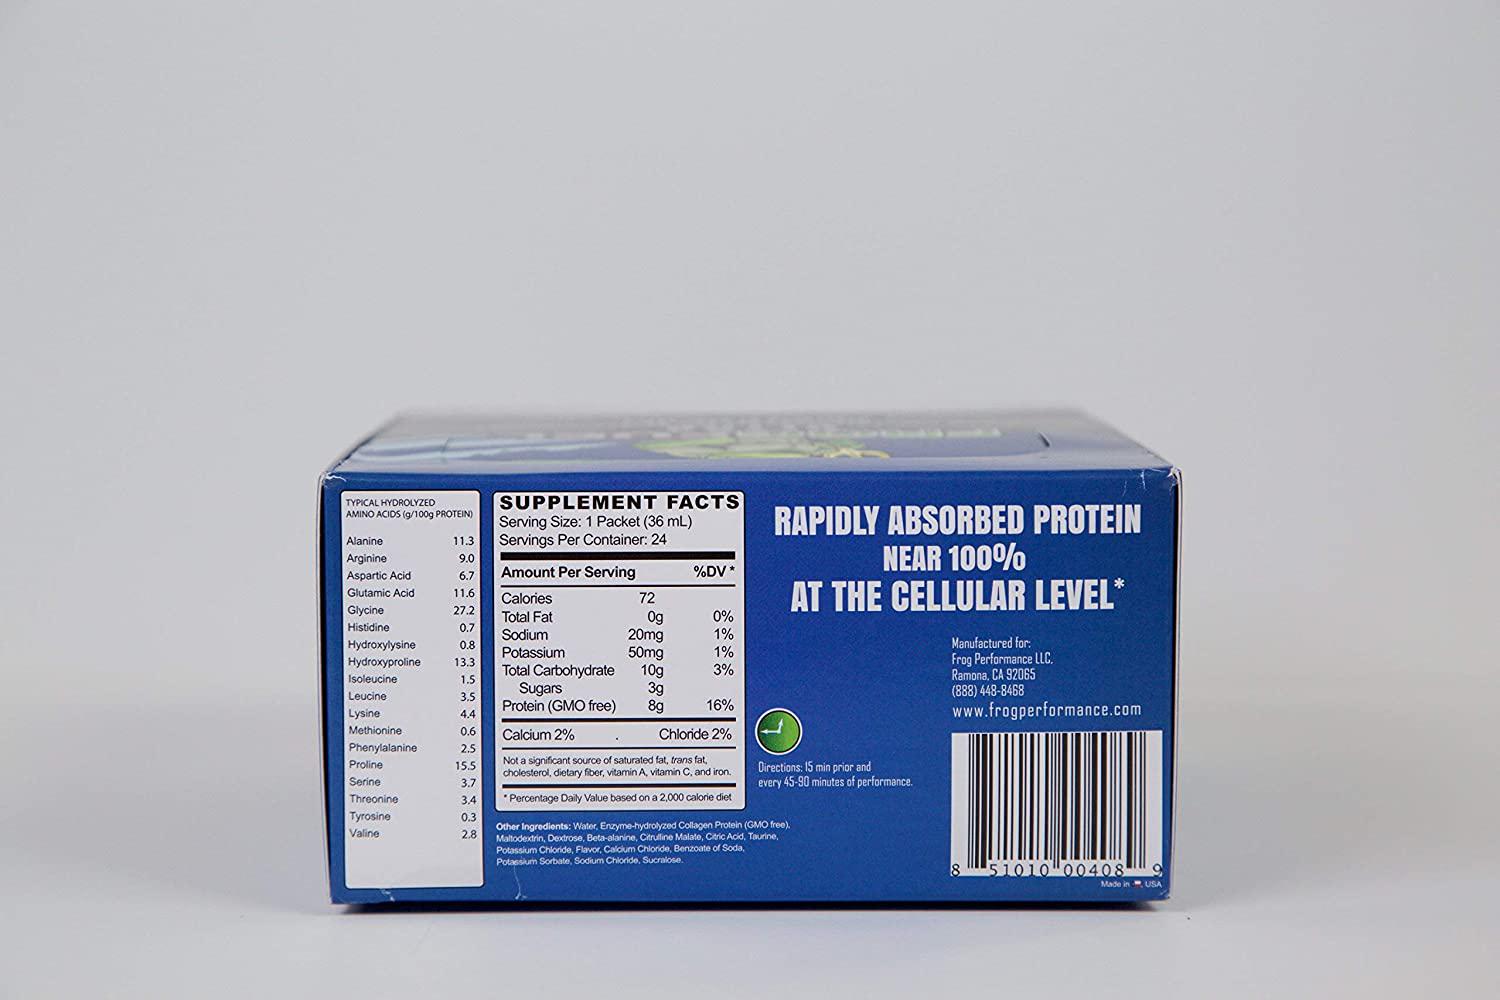 TYPICAL HYDROLYZED
AMINO ACIDS (g/100g PROTEIN)
Alanine 11.3
Arginine 9.0
Aspartic Acid 6.7
Glutamic Acid 11.6
Glycine 27.2
Histidine 0.7
Hydroxylysine 0.8
Hydroxyproline 13.3
Isoleucine 1.5
Leucine 3.5
Lysine 4.4
Methionine 0.6
Phenylalanine 2.5
Proline 15.5
Serine 3.7
Threonine 3.4
Tyrosine 0.3
Valine 2.8
SUPPLEMENT FACTS
Serving Size: 1 Packet (36 mL)
Servings Per Container: 24
Amount Per Serving %DV *
Calories 72
Total Fat 0g 0%
Sodium 20mg 1%
Potassium 50mg 1%
Total Carbohydrate 10g 3%
Sugars 3g
Protein (GMO free) 8g 16%
Calcium 2% . Chloride 2%
Not a significant source of saturated fat, trans fat,
cholesterol, dietary fiber, vitamin A, vitamin C, and iron.
* Percentage Daily Value based on a 2,000 calorie diet
Other Ingredients: Water, Enzyme-hydrolyzed Collagen Protein (GMO free),
Maltodextrin, Dextrose, Beta-alanine, Citrulline Malate, Citric Acid, Taurine,
Potassium Chloride, Flavor, Calcium Chloride, Benzoate of Soda,
Potassium Sorbate, Sodium Chloride, Sucralose.
RAPIDLY ABSORBED PROTEIN
NEAR 100%
AT THE CELLULAR LEVEL*
Manufactured for:
Frog Performance LLC.
Ramona, CA 92065
(888) 448-8468
www.frogperformance.com
Directions: 15 min prior and
every 45-90 minutes of performance.
8 51010 00408 9
Made in USA